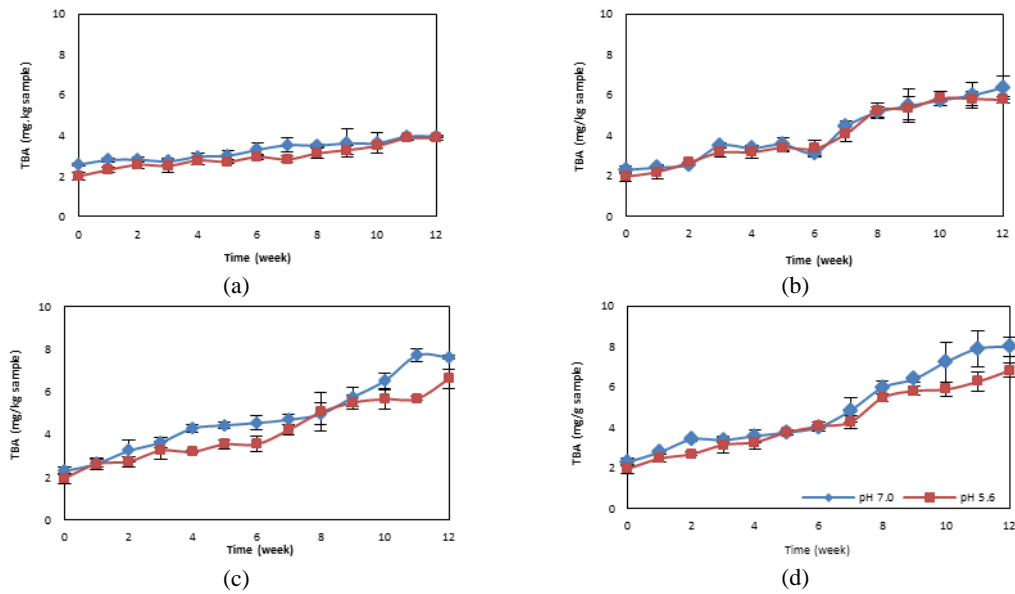 10
8
6
4
2
0
TBA (mg.kg sample)
0 2 4 6 8 10 12
Time (week)
(a)
10
8
6
4
2
0
TBA (mg/kg sample)
0 2 4 6 8 10 12
Time (week)
(b)
10
8
6
4
2
0
TBA (mg/kg sample)
0 2 4 6 8 10 12
Time (week)
(c)
10
8
6
4
2
0
TBA (mg/g sample)
pH 7.0 pH 5.6
0 2 4 6 8 10 12
Time (week)
(d)